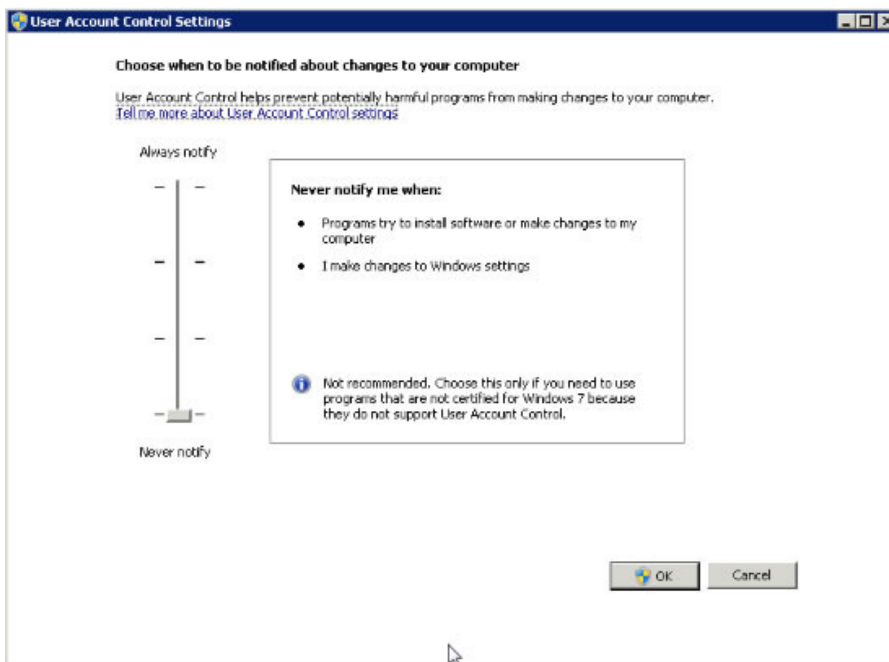 User Account Control Settings
Choose when to be notified about changes to your computer
User Account Control helps prevent potentially harmful programs from making changes to your computer.
Tell me more about User Account Control settings
Always notify
Never notify me when:
• Programs try to install software or make changes to my
computer
• I make changes to Windows settings
Not recommended. Choose this only if you need to use
programs that are not certified for Windows 7 because
they do not support User Account Control.
Never notify
OK
Cancel